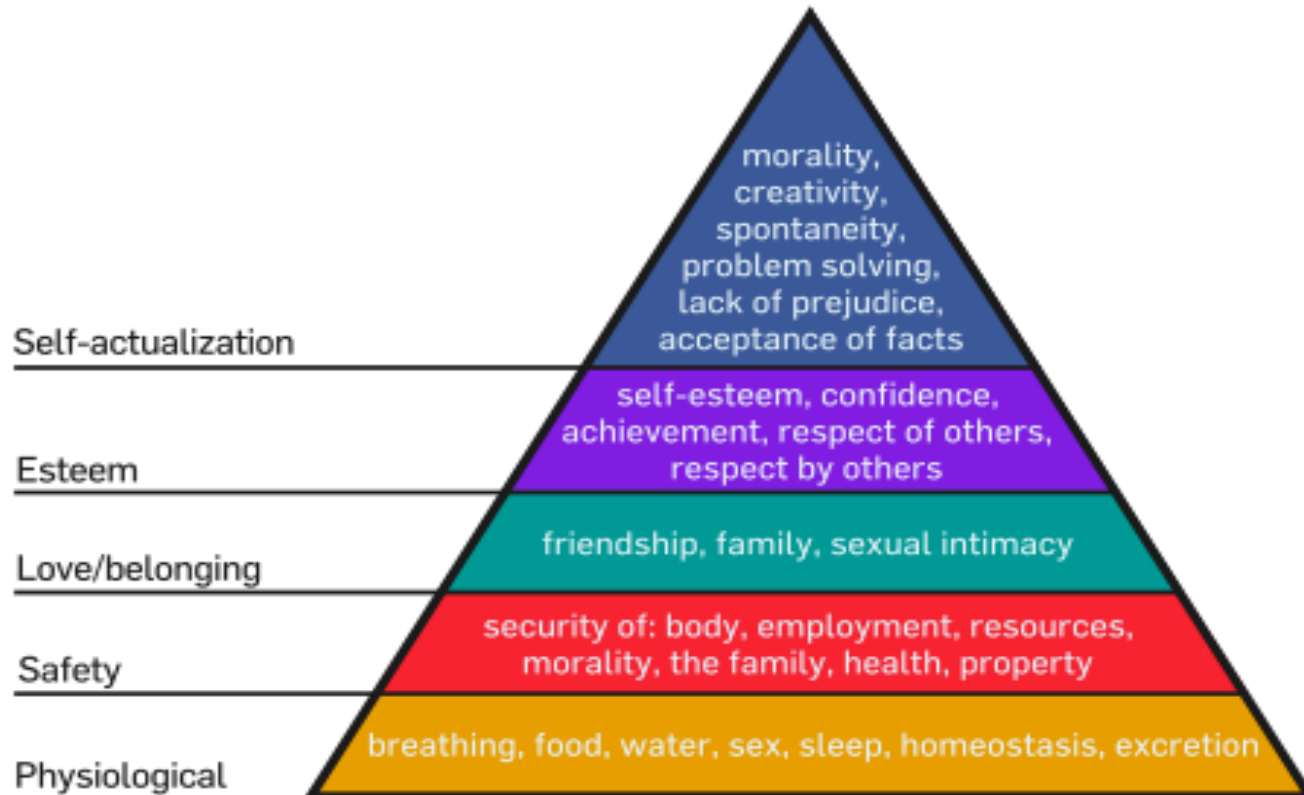 morality,
creativity,
spontaneity,
problem solving,
lack of prejudice,
acceptance of facts
Self-actualization
self-esteem, confidence,
achievement, respect of others,
respect by others
Esteem
friendship, family, sexual intimacy
Love/belonging
security of: body, employment, resources,
morality, the family, health, property
Safety
breathing, food, water, sex, sleep, homeostasis, excretion
Physiological